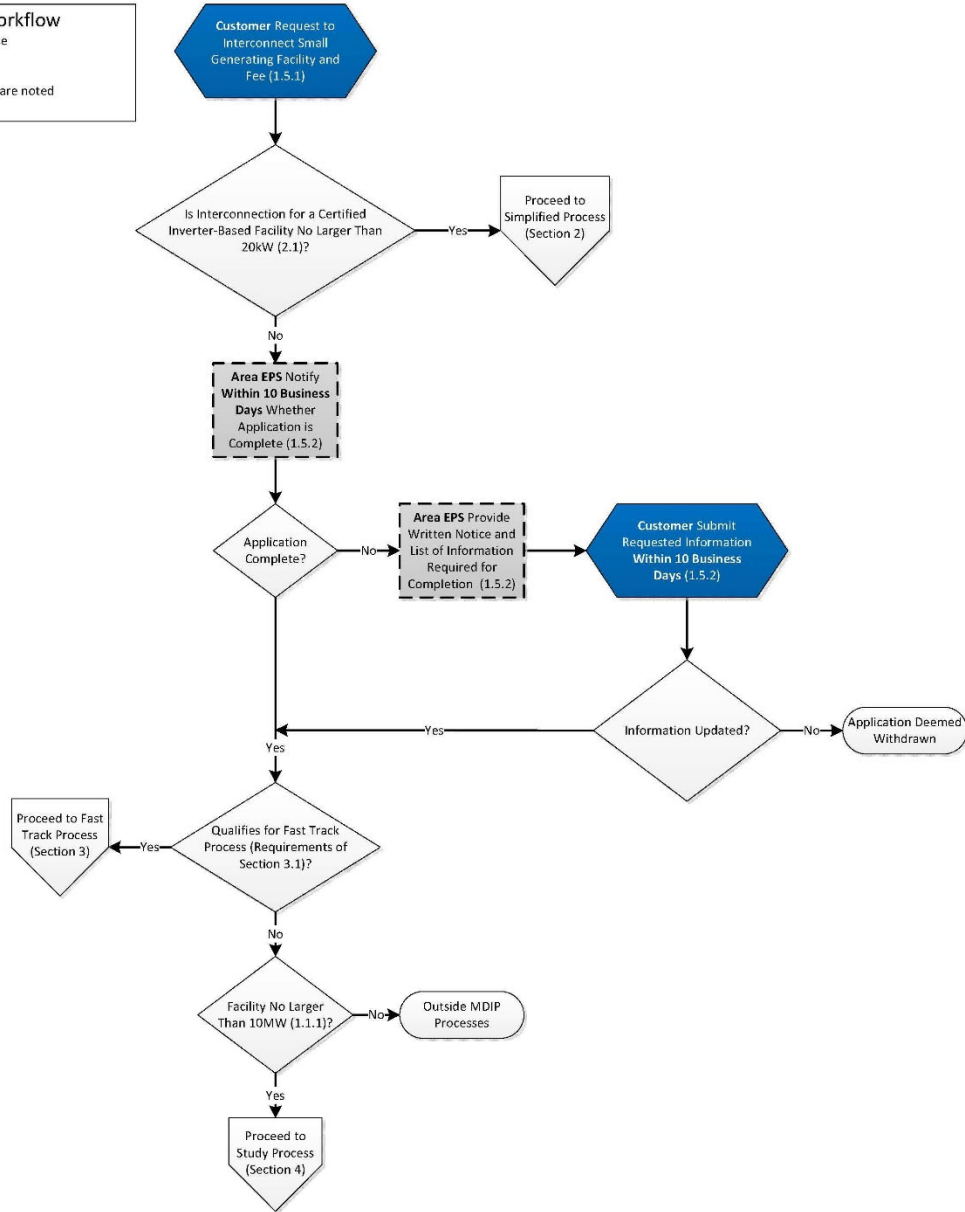 orkflow
e
are noted
Customer Request to
Interconnect Small
Generating Facility and
Fee (1.5.1)
Is Interconnection for a Certified
Inverter-Based Facility No Larger Than
20kW (2.1)?
Yes
Proceed to
Simplified Process
(Section 2)
No
Area EPS Notify
Within 10 Business
Days Whether
Application is
Complete (1.5.2)
Application
Complete?
No
Area EPS Provide
Written Notice and
List of Information
Required for
Completion (1.5.2)
Customer Submit
Requested Information
Within 10 Business
Days (1.5.2)
Information Updated?
No
Application Deemed
Withdrawn
Yes
Yes
Qualifies for Fast Track
Process (Requirements of
Section 3.1)?
Yes
Proceed to Fast
Track Process
(Section 3)
No
Facility No Larger
Than 10MW (1.1.1)?
No
Outside MDIP
Processes
Yes
Proceed to
Study Process
(Section 4)